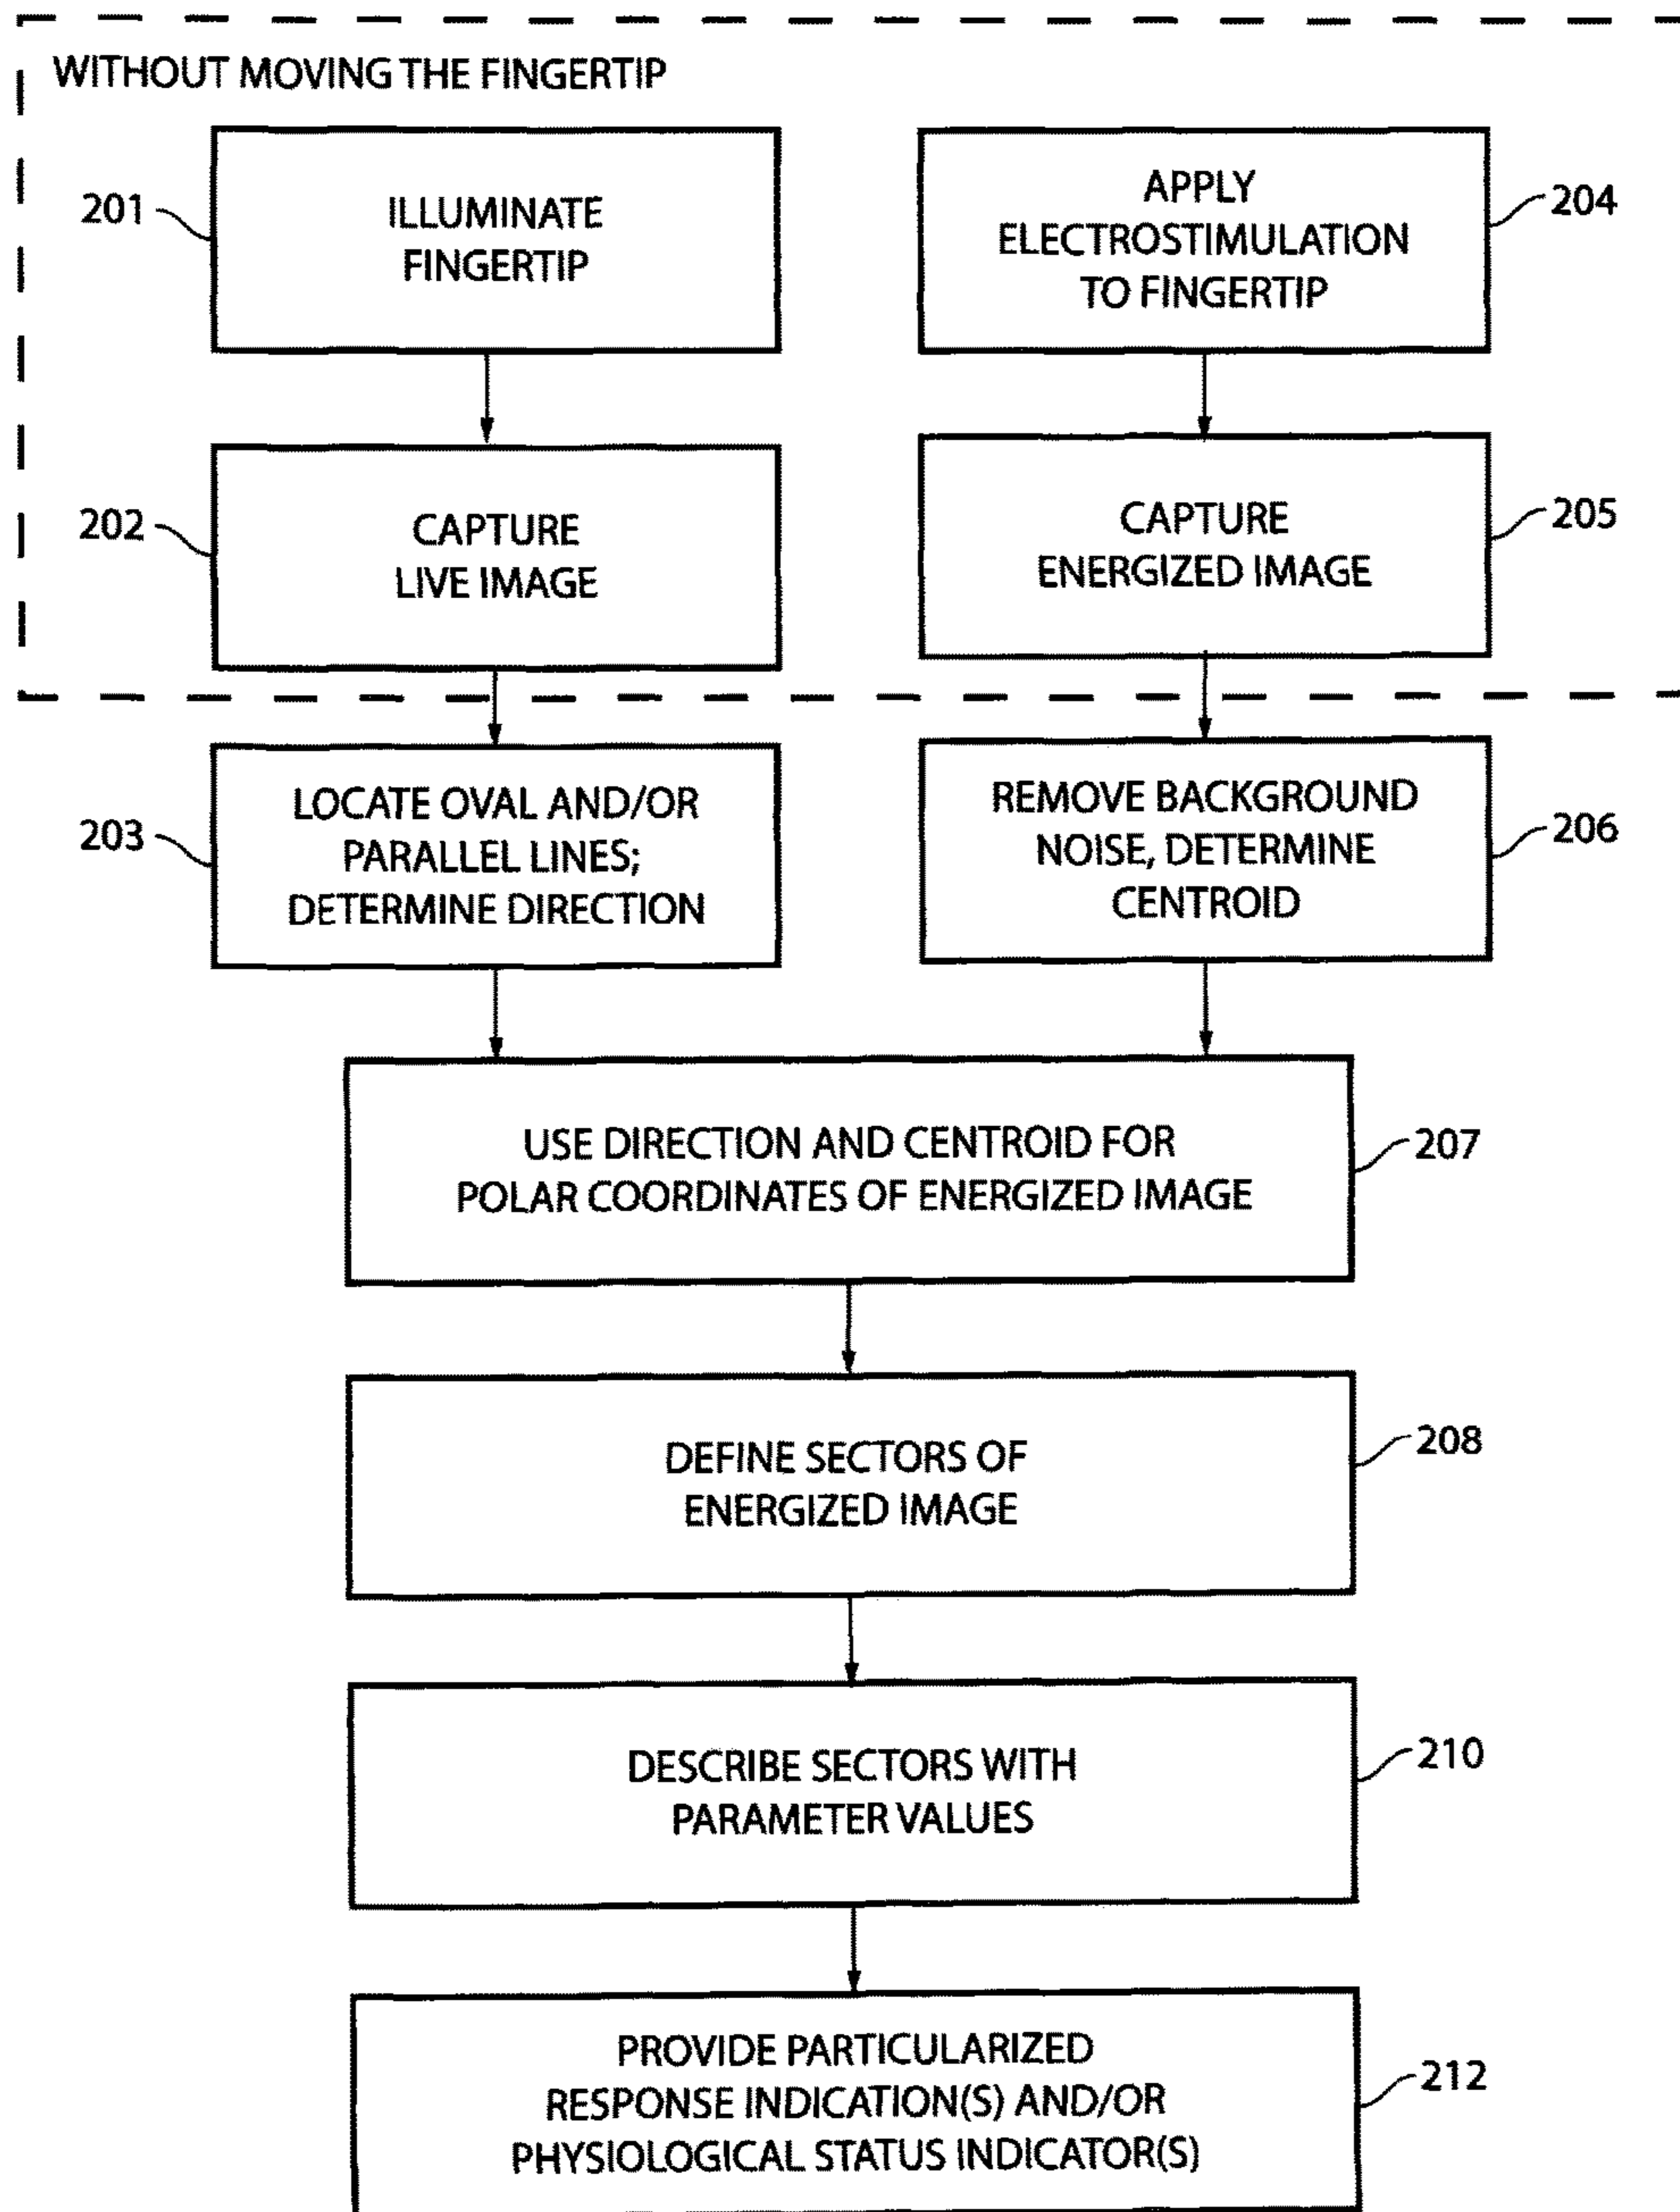 WITHOUT MOVING THE FINGERTIP
201
ILLUMINATE
FINGERTIP
204
APPLY
ELECTROSTIMULATION
TO FINGERTIP
202
CAPTURE
LIVE IMAGE
205
CAPTURE
ENERGIZED IMAGE
203
LOCATE OVAL AND/OR
PARALLEL LINES;
DETERMINE DIRECTION
206
REMOVE BACKGROUND
NOISE, DETERMINE
CENTROID
207
USE DIRECTION AND CENTROID FOR
POLAR COORDINATES OF ENERGIZED IMAGE
208
DEFINE SECTORS OF
ENERGIZED IMAGE
210
DESCRIBE SECTORS WITH
PARAMETER VALUES
212
PROVIDE PARTICULARIZED
RESPONSE INDICATION(S) AND/OR
PHYSIOLOGICAL STATUS INDICATOR(S)